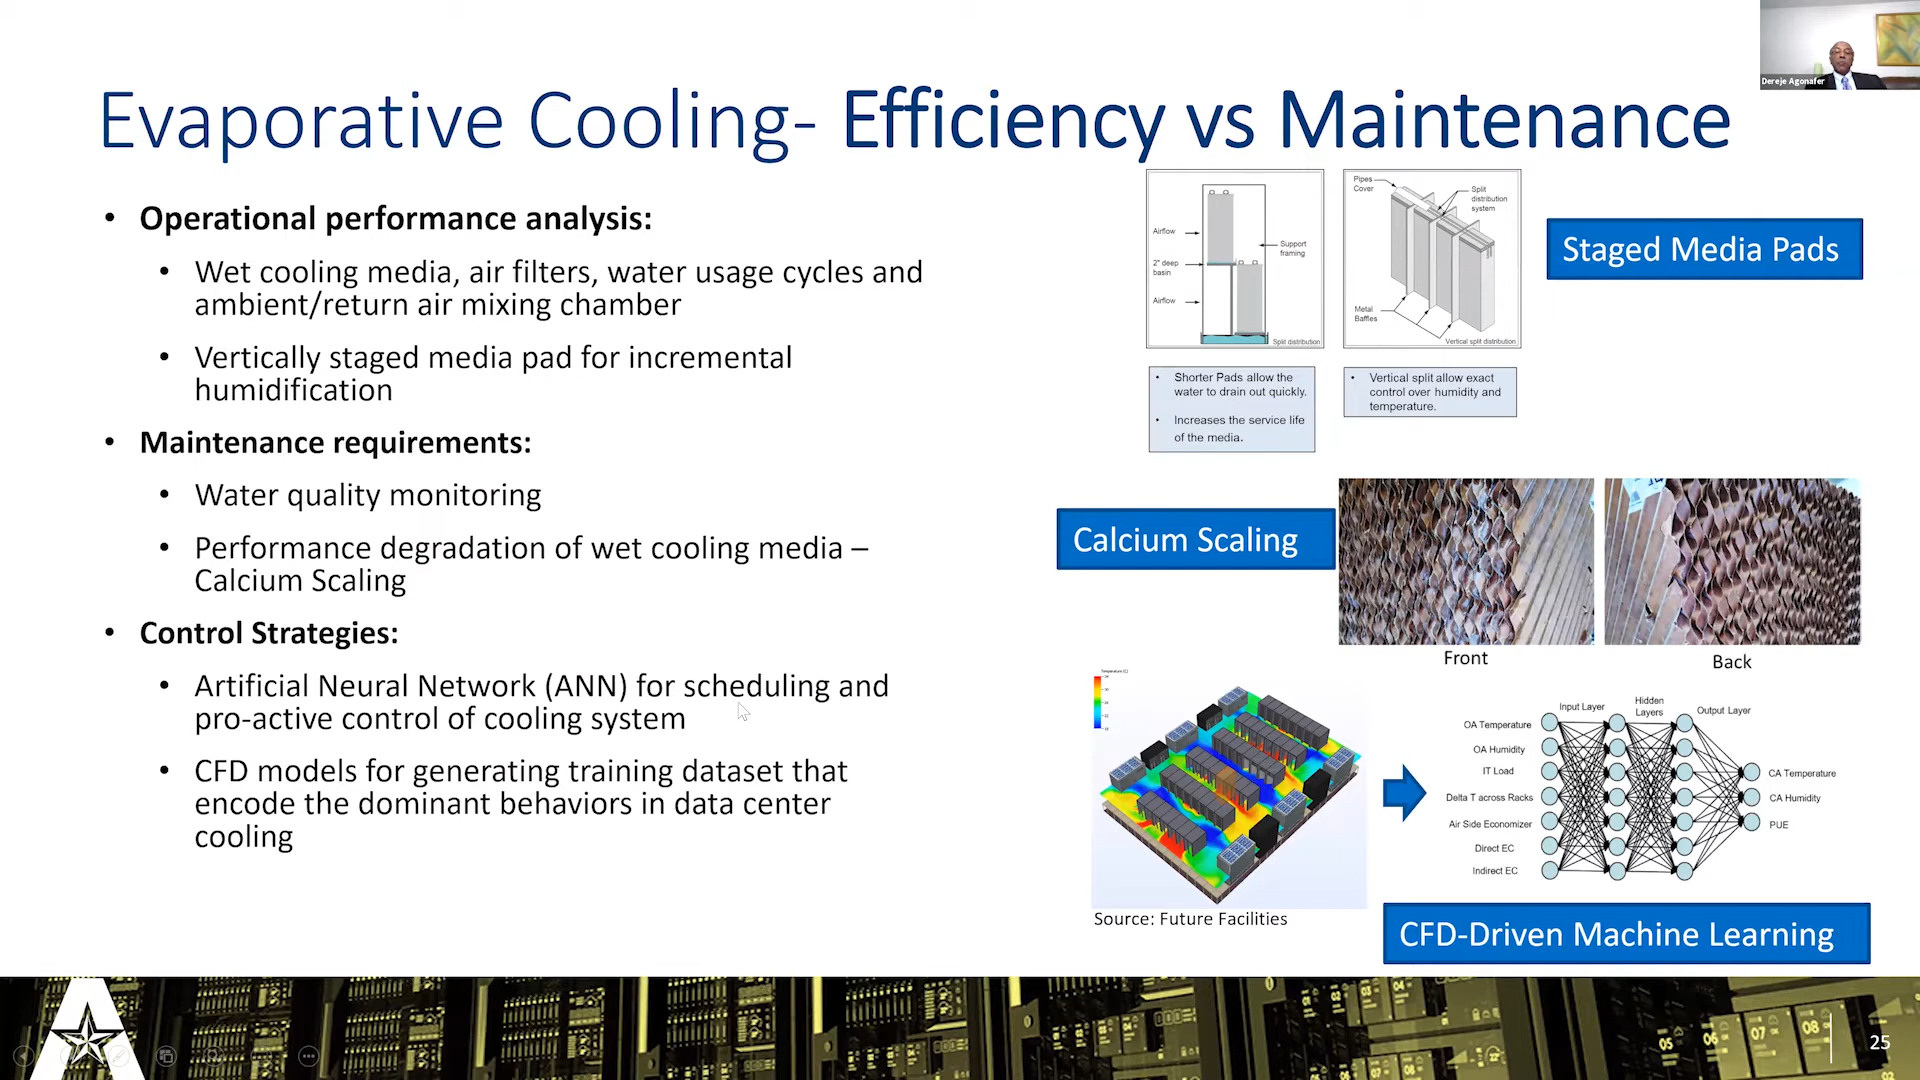 Dereje Agonafer
Evaporative Cooling- Efficiency vs Maintenance
• Operational performance analysis:
• Wet cooling media, air filters, water usage cycles and
ambient/return air mixing chamber
• Vertically staged media pad for incremental
humidification
• Maintenance requirements:
• Water quality monitoring
• Performance degradation of wet cooling media –
Calcium Scaling
• Control Strategies:
• Artificial Neural Network (ANN) for scheduling and
pro-active control of cooling system
• CFD models for generating training dataset that
encode the dominant behaviors in data center
cooling
Airflow
2" deep
basin
Airflow
Support
framing
Split distribution
Pipes
Cover
Split
distribution
system
Metal
Baffles
Vertical split distribution
Staged Media Pads
• Shorter Pads allow the
water to drain out quickly.
• Increases the service life
of the media.
• Vertical split allow exact
control over humidity and
temperature.
Calcium Scaling
Front
Back
Temperature (C)
Source: Future Facilities
Input Layer
Hidden
Layers
Output Layer
OA Temperature
OA Humidity
IT Load
Delta T across Racks
Air Side Economizer
Direct EC
Indirect EC
CA Temperature
CA Humidity
PUE
CFD-Driven Machine Learning
05
06
07
08
03
25